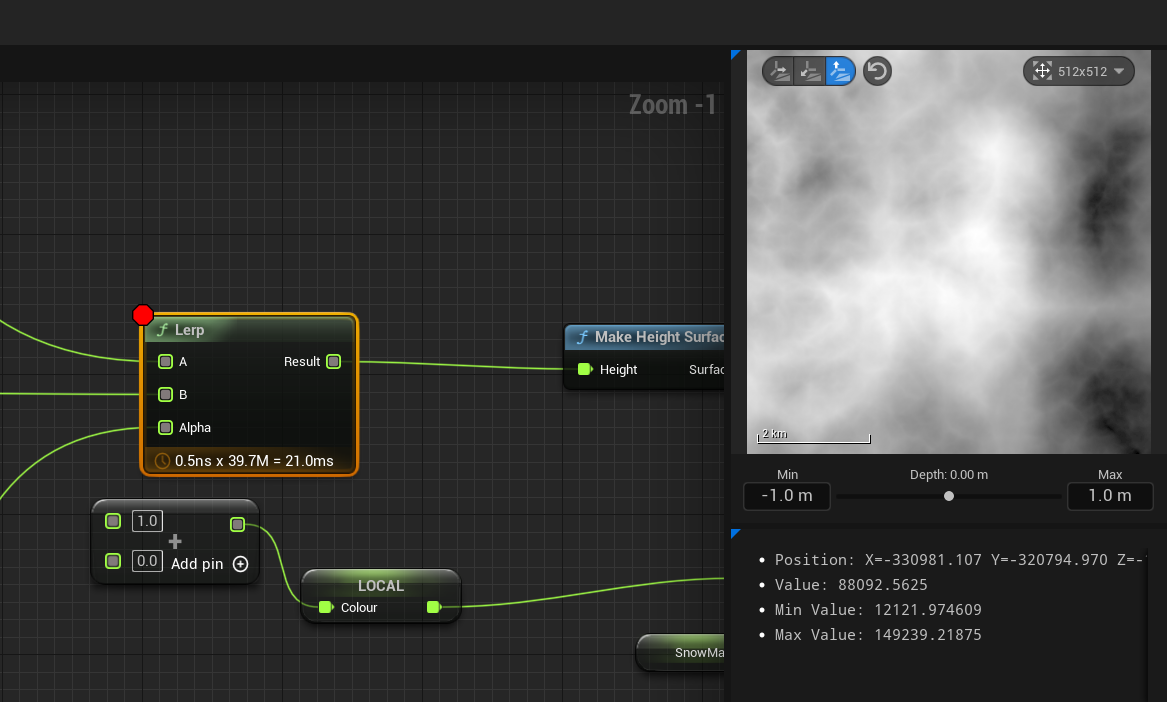 Zoom -1
512x512
Lerp
A
Result
B
Alpha
0.5ns x 39.7M = 21.0ms
Make Height Surfac
Height
Surfac
1.0
0.0
Add pin
LOCAL
Colour
SnowMa
2 km
Min
Depth: 0.00 m
Max
-1.0 m
1.0 m
Position: X=-330981.107 Y=-320794.970 Z=-
Value: 88092.5625
Min Value: 12121.974609
Max Value: 149239.21875